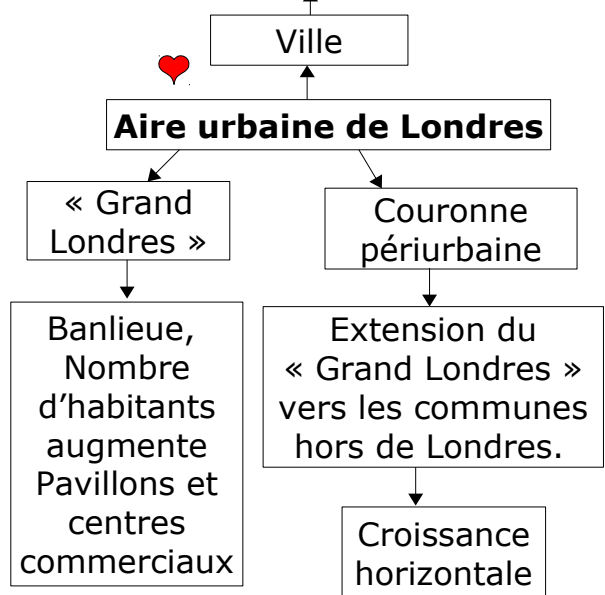 Ville
Aire urbaine de Londres
« Grand
Londres »
Couronne
périurbaine
Banlieue,
Nombre
d’habitants
augmente
Pavillons et
centres
commerciaux
Extension du
« Grand Londres »
vers les communes
hors de Londres.
Croissance
horizontale